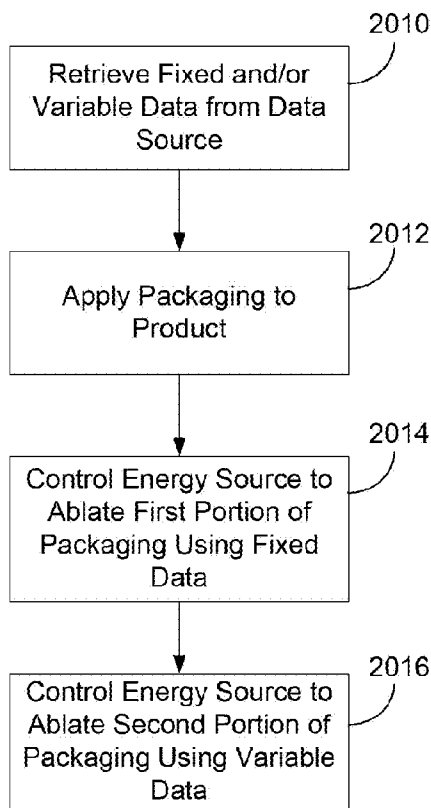 2010
Retrieve Fixed and/or
Variable Data from Data
Source
2012
Apply Packaging to
Product
2014
Control Energy Source to
Ablate First Portion of
Packaging Using Fixed
Data
2016
Control Energy Source to
Ablate Second Portion of
Packaging Using Variable
Data